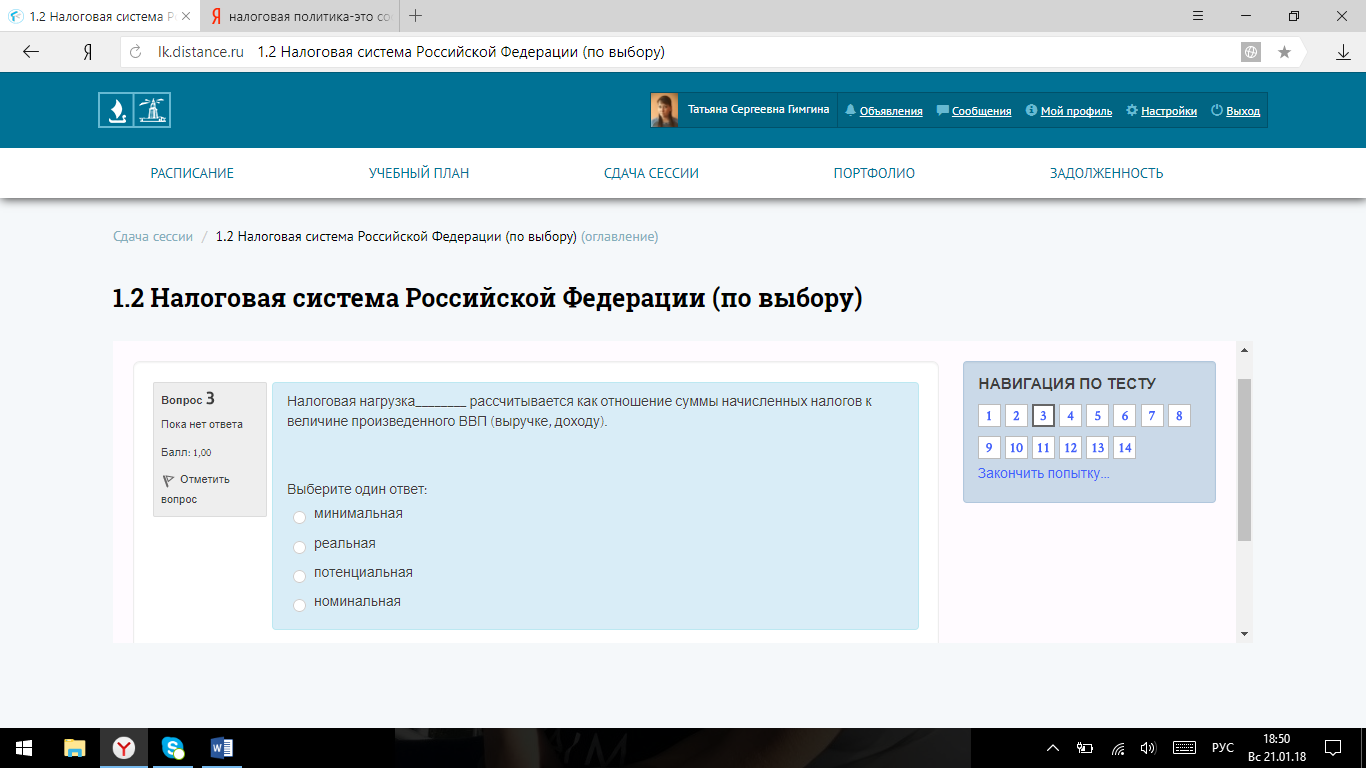 1.2 Налоговая система Р
налоговая политика-это со
lk.distance.ru 1.2 Налоговая система Российской Федерации (по выбору)
Татьяна Сергеевна Гимгина Объявления Сообщения Мой профиль Настройки Выход
РАСПИСАНИЕ УЧЕБНЫЙ ПЛАН СДАЧА СЕССИИ ПОРТФОЛИО ЗАДОЛЖЕННОСТЬ
Сдача сессии / 1.2 Налоговая система Российской Федерации (по выбору) (оглавление)
1.2 Налоговая система Российской Федерации (по выбору)
Вопрос 3
Пока нет ответа
Балл: 1,00
Отметить
вопрос
Налоговая нагрузка________ рассчитывается как отношение суммы начисленных налогов к
величине произведенного ВВП (выручке, доходу).
Выберите один ответ:
минимальная
реальная
потенциальная
номинальная
НАВИГАЦИЯ ПО ТЕСТУ
1 2 3 4 5 6 7 8
9 10 11 12 13 14
Закончить попытку...
РУС
18:50
Вс 21.01.18